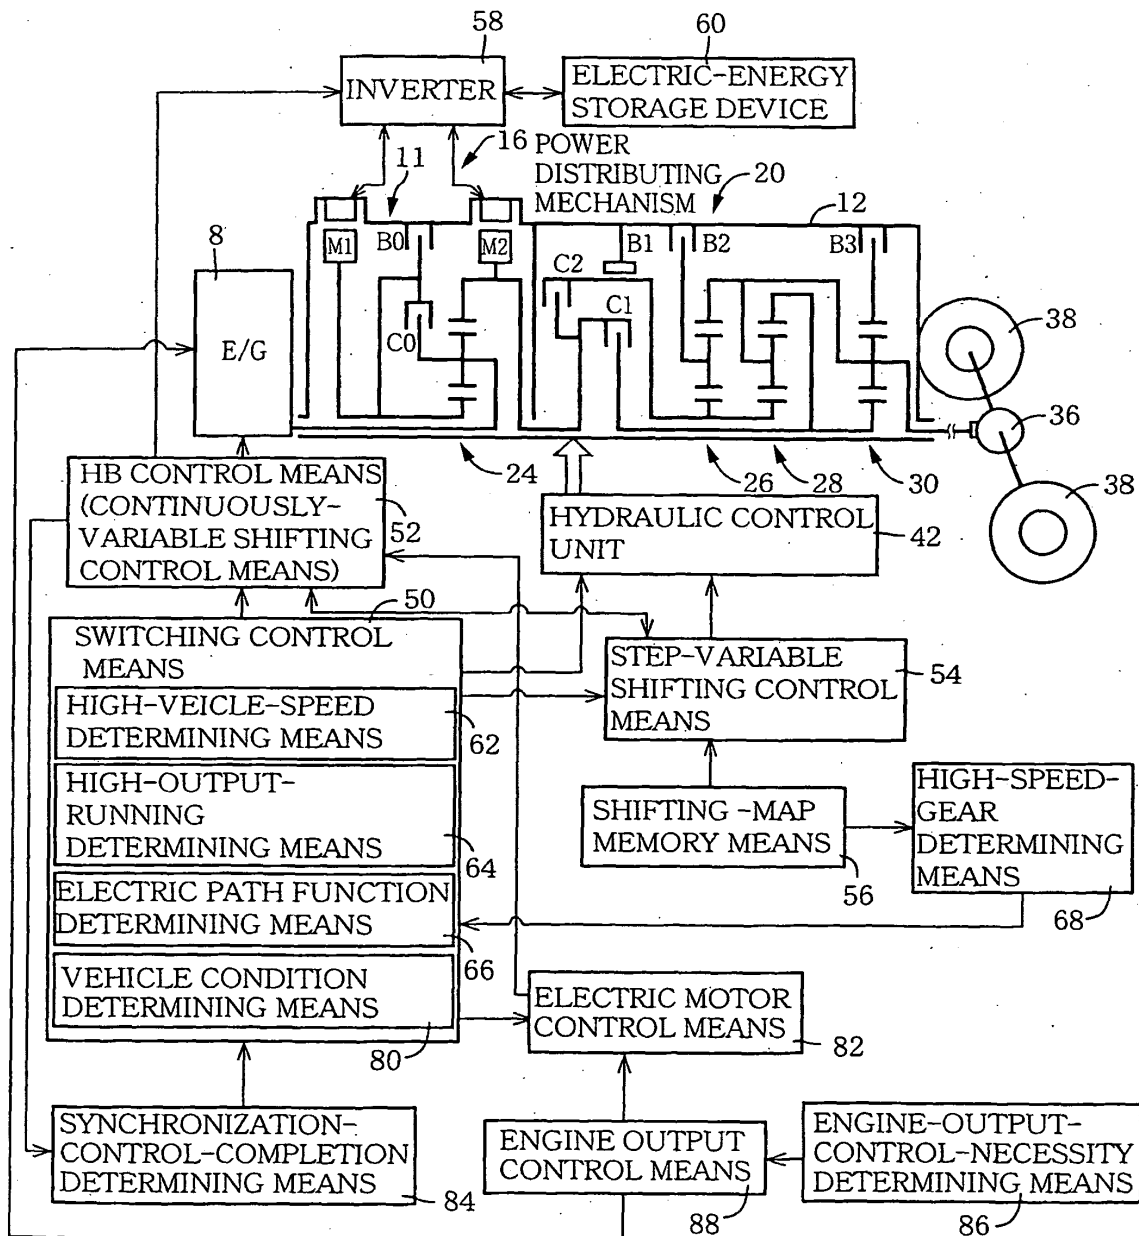 58
60
INVERTER
ELECTRIC-ENERGY
STORAGE DEVICE
16
POWER
DISTRIBUTING
MECHANISM
11
20
12
8
M1
B0
M2
B1
B2
B3
C2
C1
C0
E/G
38
36
38
24
26
28
30
HB CONTROL MEANS
(CONTINUOUSLY-
VARIABLE SHIFTING
CONTROL MEANS)
52
HYDRAULIC CONTROL
UNIT
42
50
SWITCHING CONTROL
MEANS
STEP-VARIABLE
SHIFTING CONTROL
MEANS
54
HIGH-VEICLE-SPEED
DETERMINING MEANS
62
HIGH-OUTPUT-
RUNNING
DETERMINING MEANS
64
SHIFTING -MAP
MEMORY MEANS
56
HIGH-SPEED-
GEAR
DETERMINING
MEANS
68
ELECTRIC PATH FUNCTION
DETERMINING MEANS
66
VEHICLE CONDITION
DETERMINING MEANS
80
ELECTRIC MOTOR
CONTROL MEANS
82
SYNCHRONIZATION-
CONTROL-COMPLETION
DETERMINING MEANS
84
ENGINE OUTPUT
CONTROL MEANS
88
ENGINE-OUTPUT-
CONTROL-NECESSITY
DETERMINING MEANS
86